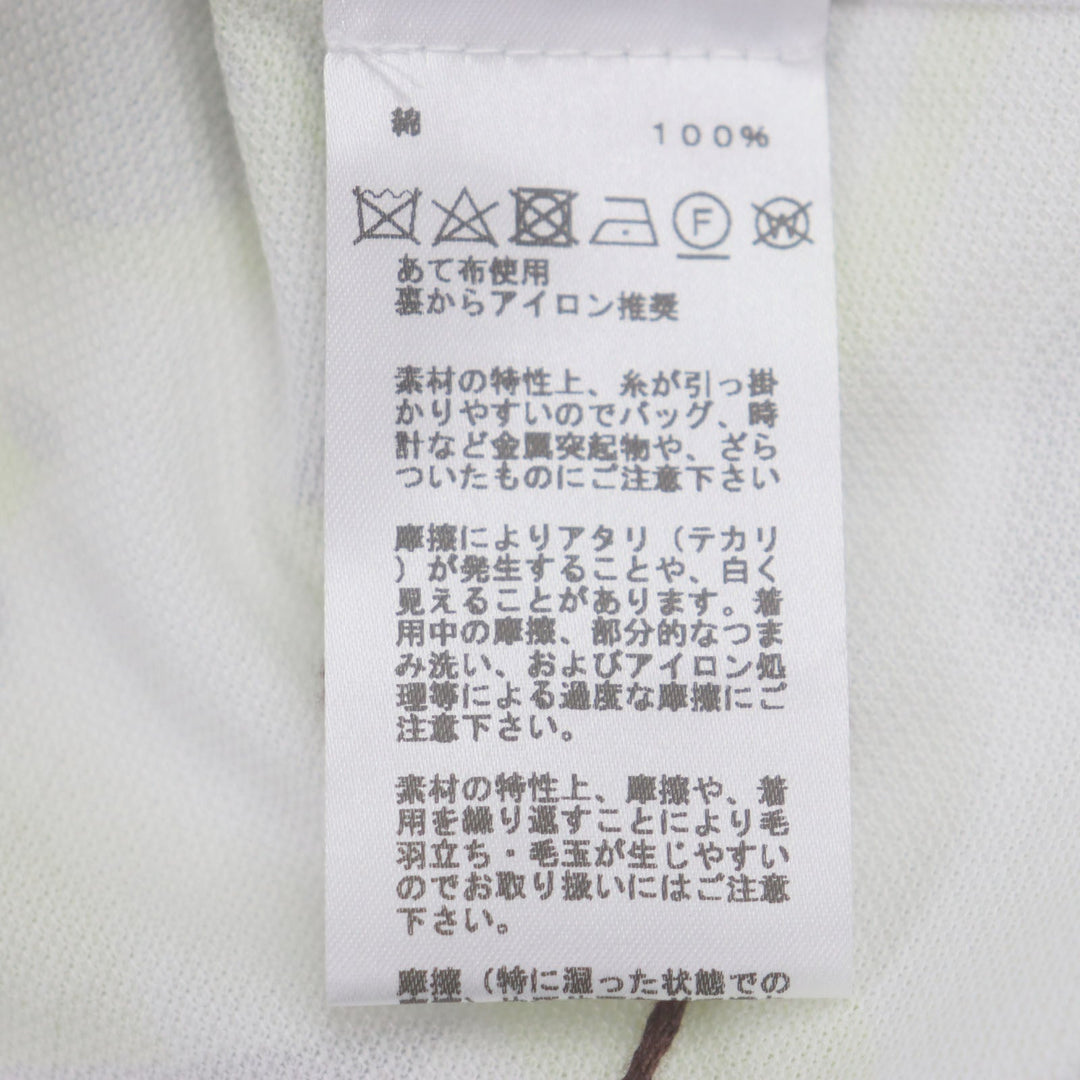 綿 100%
F W
あて布使用
裏からアイロン推奨
素材の特性上、糸が引っ掛
かりやすいのでバッグ、時
計など金属突起物や、ざら
ついたものにご注意下さい
摩擦によりアタリ（テカリ
）が発生することや、白く
見えることがあります。着
用中の摩擦、部分的なつま
み洗い、およびアイロン処
理等による過度な摩擦にご
注意下さい。
素材の特性上、摩擦や、着
用を繰り返すことにより毛
羽立ち・毛玉が生じやすい
のでお取り扱いにはご注意
下さい。
摩擦（特に湿った状態での